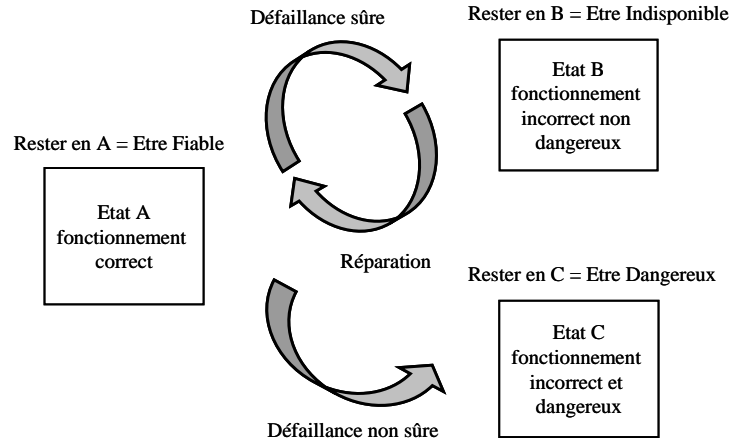 Défaillance sûre
Rester en B = Etre Indisponible
Etat B
fonctionnement
incorrect non
dangereux
Rester en A = Etre Fiable
Etat A
fonctionnement
correct
Réparation
Rester en C = Etre Dangereux
Etat C
fonctionnement
incorrect et
dangereux
Défaillance non sûre